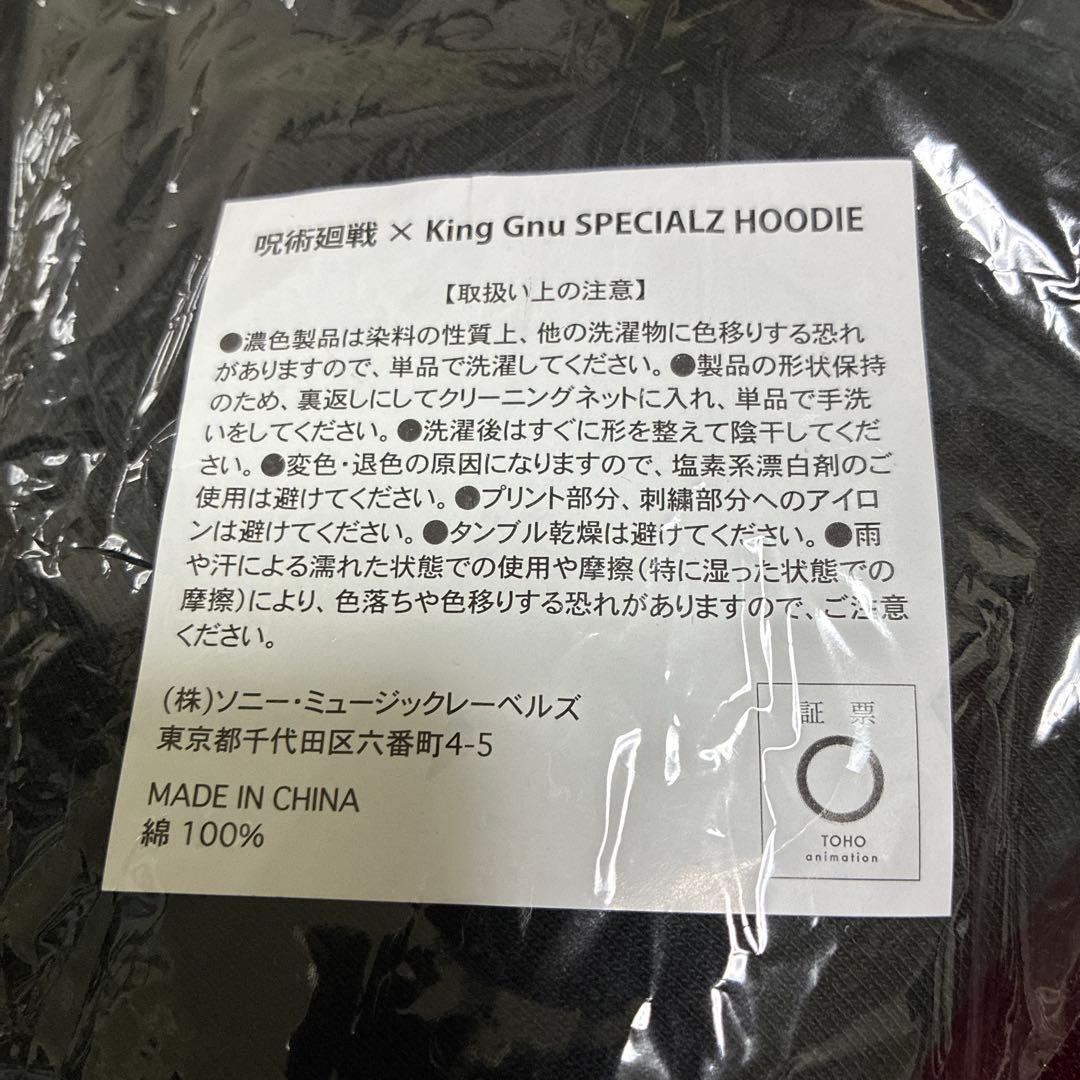 呪術廻戦 × King Gnu SPECIALZ HOODIE
【取扱い上の注意】
●濃色製品は染料の性質上、他の洗濯物に色移りする恐れ
がありますので、単品で洗濯してください。●製品の形状保持
のため、裏返しにしてクリーニングネットに入れ、単品で手洗
いをしてください。●洗濯後はすぐに形を整えて陰干してくだ
さい。●変色・退色の原因になりますので、塩素系漂白剤のご
使用は避けてください。●プリント部分、刺繍部分へのアイロ
ンは避けてください。●タンブル乾燥は避けてください。●雨
や汗による濡れた状態での使用や摩擦(特に湿った状態での
摩擦)により、色落ちや色移りする恐れがありますので、ご注意
ください。
(株)ソニー・ミュージックレーベルズ
東京都千代田区六番町4-5
MADE IN CHINA
綿 100%
証 票
TOHO
animation